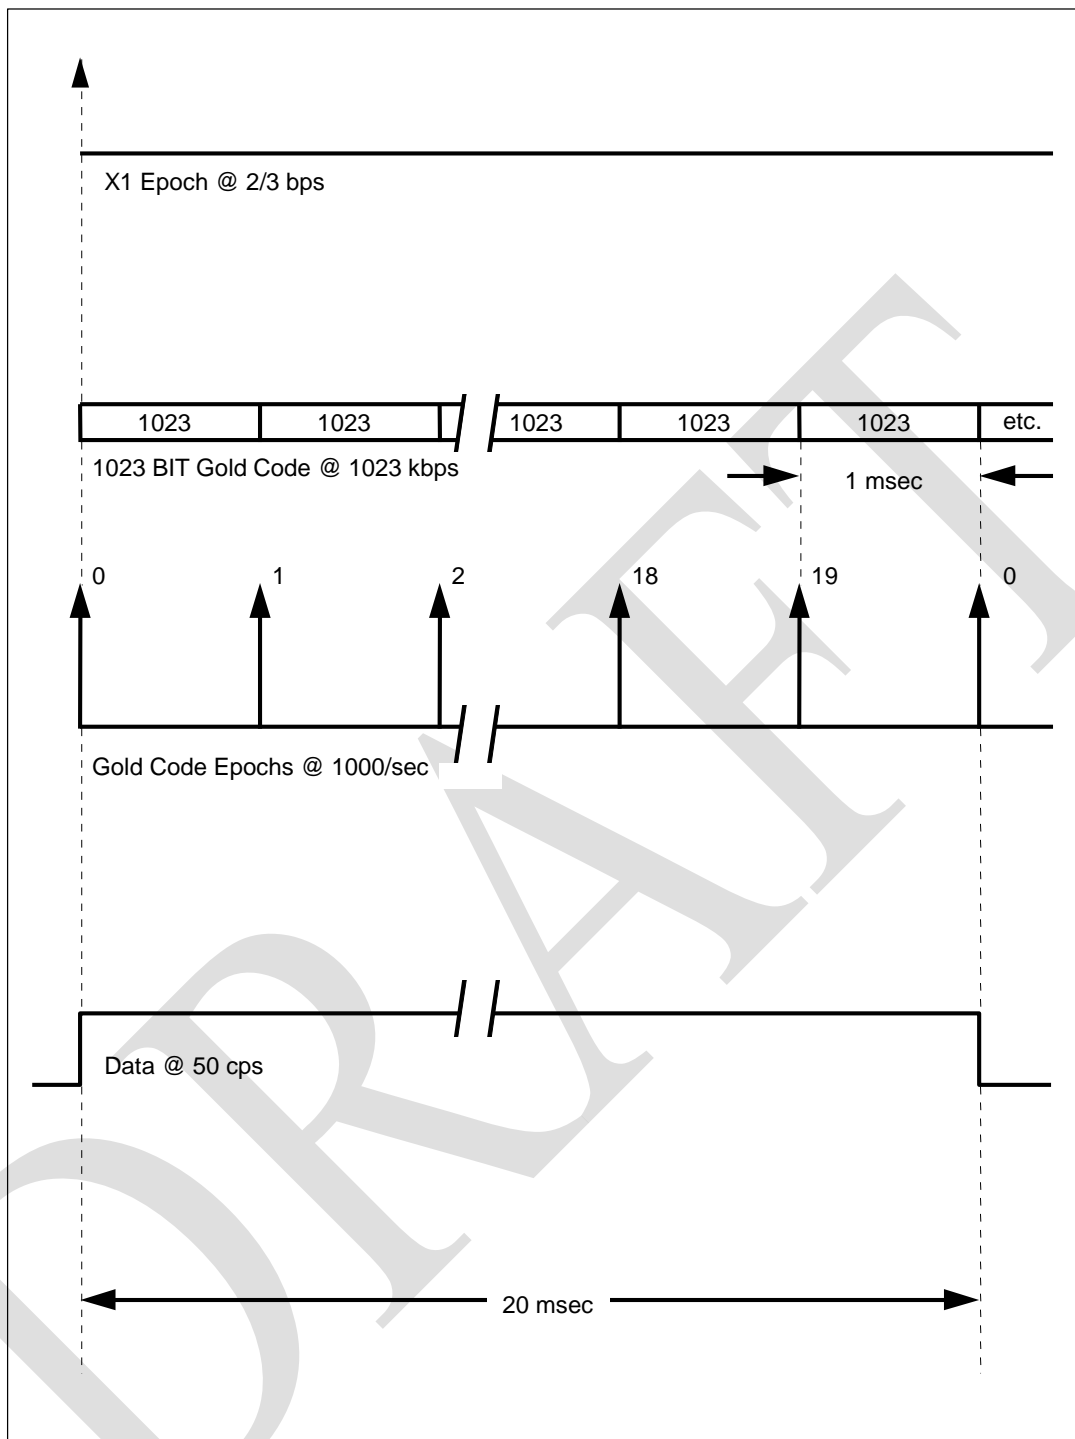 X1 Epoch @ 2/3 bps
1023 1023 1023 1023 1023 etc.
1023 BIT Gold Code @ 1023 kbps
1 msec
0 1 2 18 19 0
Gold Code Epochs @ 1000/sec
Data @ 50 cps
20 msec
DRAFT